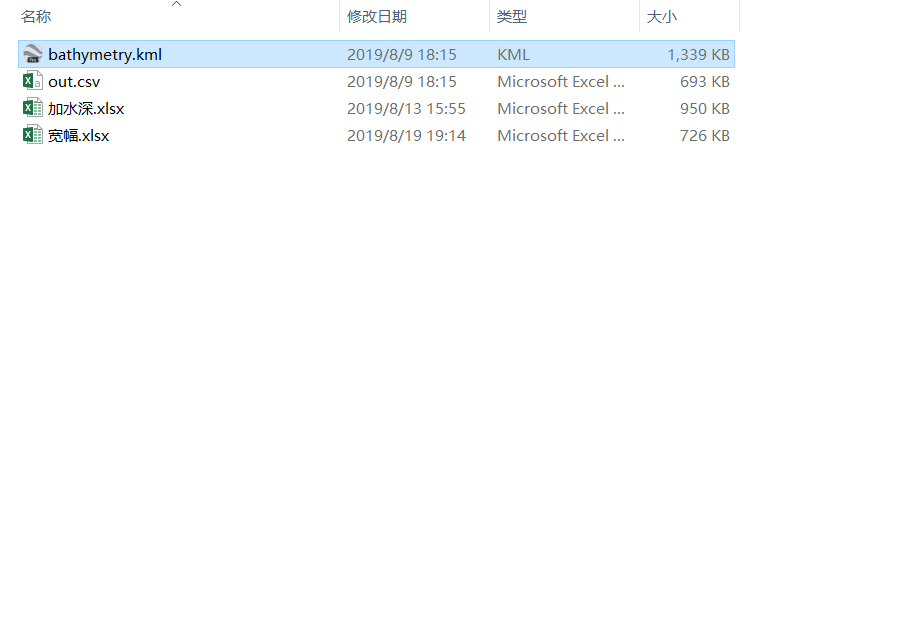 名称 修改日期 类型 大小
bathymetry.kml 2019/8/9 18:15 KML 1,339 KB
out.csv 2019/8/9 18:15 Microsoft Excel ... 693 KB
加水深.xlsx 2019/8/13 15:55 Microsoft Excel ... 950 KB
宽幅.xlsx 2019/8/19 19:14 Microsoft Excel ... 726 KB